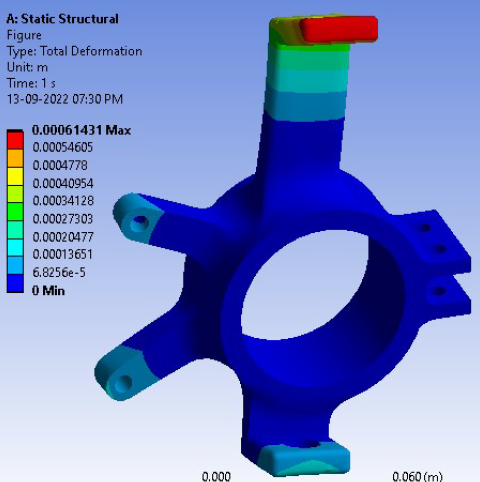 A: Static Structural
Figure
Type: Total Deformation
Unit: m
Time: 1 s
13-09-2022 07:30 PM
0.00061431 Max
0.00054605
0.0004778
0.00040954
0.00034128
0.00027303
0.00020477
0.00013651
6.8256e-5
0 Min
0.000 0.060 (m)